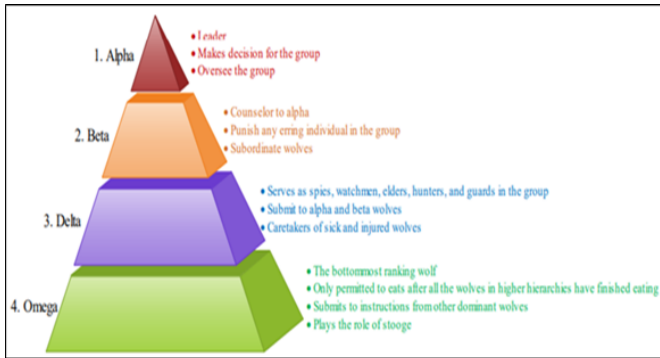 1. Alpha
• Leader
• Makes decision for the group
• Oversee the group
2. Beta
• Counselor to alpha
• Punish any erring individual in the group
• Subordinate wolves
3. Delta
• Serves as spies, watchmen, elders, hunters, and guards in the group
• Submit to alpha and beta wolves
• Caretakers of sick and injured wolves
4. Omega
• The bottommost ranking wolf
• Only permitted to eats after all the wolves in higher hierarchies have finished eating
• Submits to instructions from other dominant wolves
• Plays the role of stooge